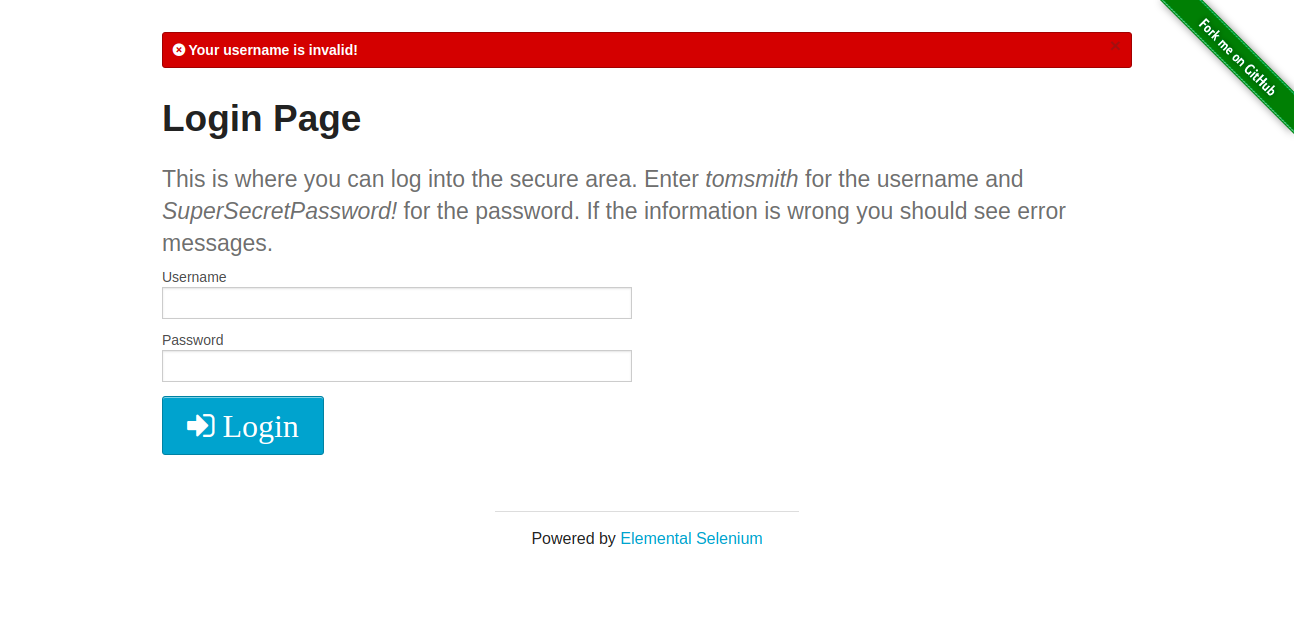 Your username is invalid!
Fork me on GitHub
Login Page
This is where you can log into the secure area. Enter tomsmith for the username and
SuperSecretPassword! for the password. If the information is wrong you should see error
messages.
Username
Password
Login
Powered by Elemental Selenium